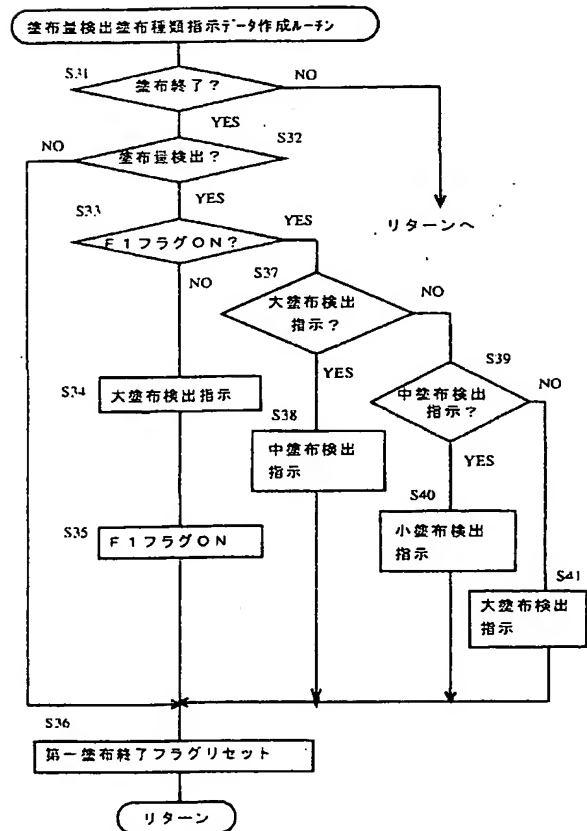 塗布量検出塗布種類指示データ作成ルーチン
S31
塗布終了?
NO
YES
S32
NO
塗布量検出?
S33
YES
YES
F1フラグON?
リターンへ
NO
S37
大塗布検出
指示?
NO
S34
大塗布検出指示
YES
S39
S38
中塗布検出
指示?
NO
中塗布検出
指示
YES
S40
S35
F1フラグON
小塗布検出
指示
S41
大塗布検出
指示
S36
第一塗布終了フラグリセット
リターン